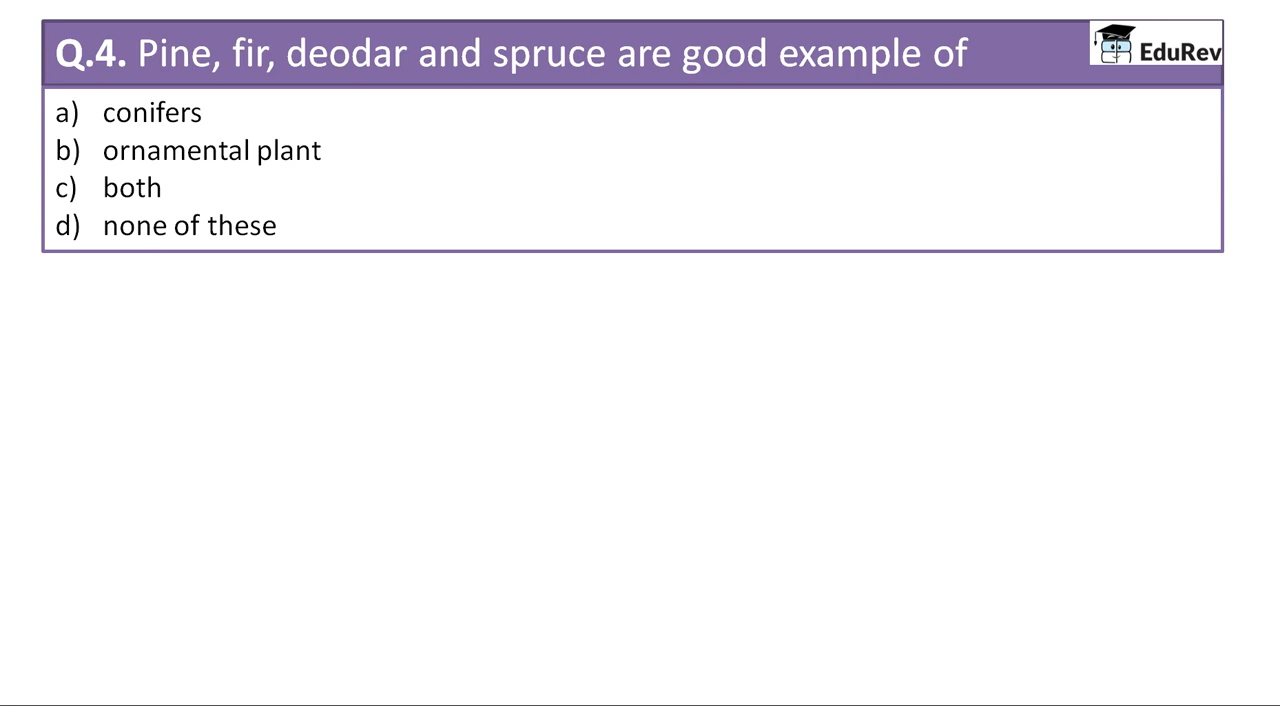 Q.4. Pine, fir, deodar and spruce are good example of
EduRev
a) conifers
b) ornamental plant
c) both
d) none of these